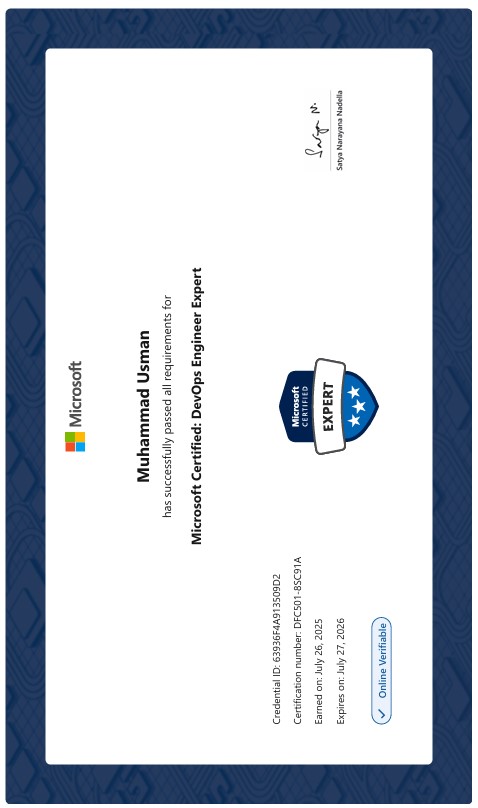 Microsoft
Muhammad Usman
has successfully passed all requirements for
Microsoft Certified: DevOps Engineer Expert
Credential ID: 63936F4A913509D2
Certification number: DFC501-8SC91A
Earned on: July 26, 2025
Expires on: July 27, 2026
Online Verifiable
Microsoft
CERTIFIED
EXPERT
Satya N.
Satya Narayana Nadella